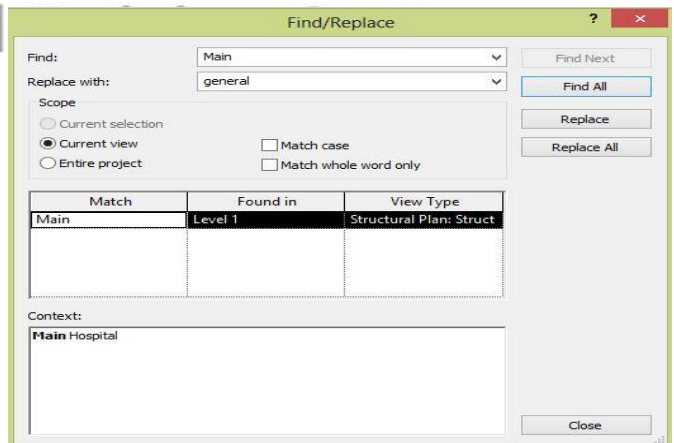 Find/Replace
? ×
Find: Main Find Next
Replace with: general Find All
Scope
Current selection Replace
Current view Match case Replace All
Entire project Match whole word only
Match Found in View Type
Main Level 1 Structural Plan: Struct
Context:
Main Hospital
Close